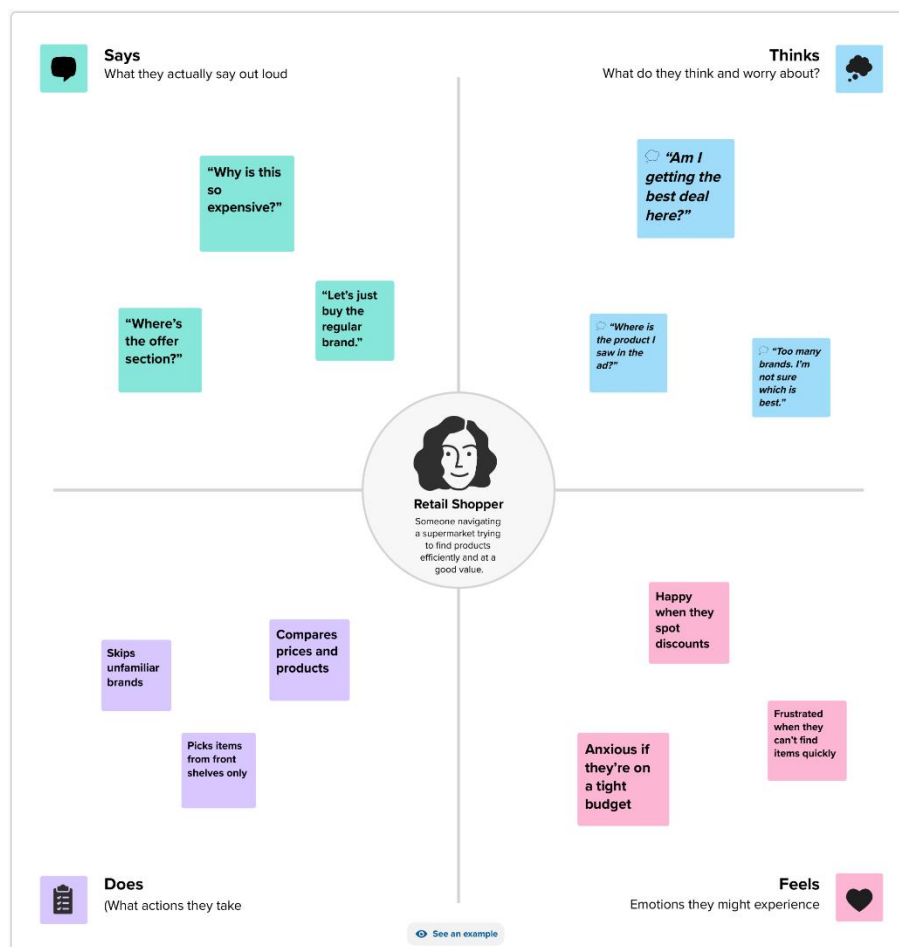 Says
What they actually say out loud
Thinks
What do they think and worry about?
“Why is this
so
expensive?”
“Where’s
the offer
section?”
“Let’s just
buy the
regular
brand.”
“Am I
getting the
best deal
here?”
“Where is
the product I
saw in the
ad?”
“Too many
brands. I’m
not sure
which is
best.”
Retail Shopper
Someone navigating
a supermarket trying
to find products
efficiently and at a
good value.
Skips
unfamiliar
brands
Compares
prices and
products
Picks items
from front
shelves only
Happy
when they
spot
discounts
Anxious if
they’re on
a tight
budget
Frustrated
when they
can’t find
items quickly
Does
(What actions they take
Feels
Emotions they might experience
See an example